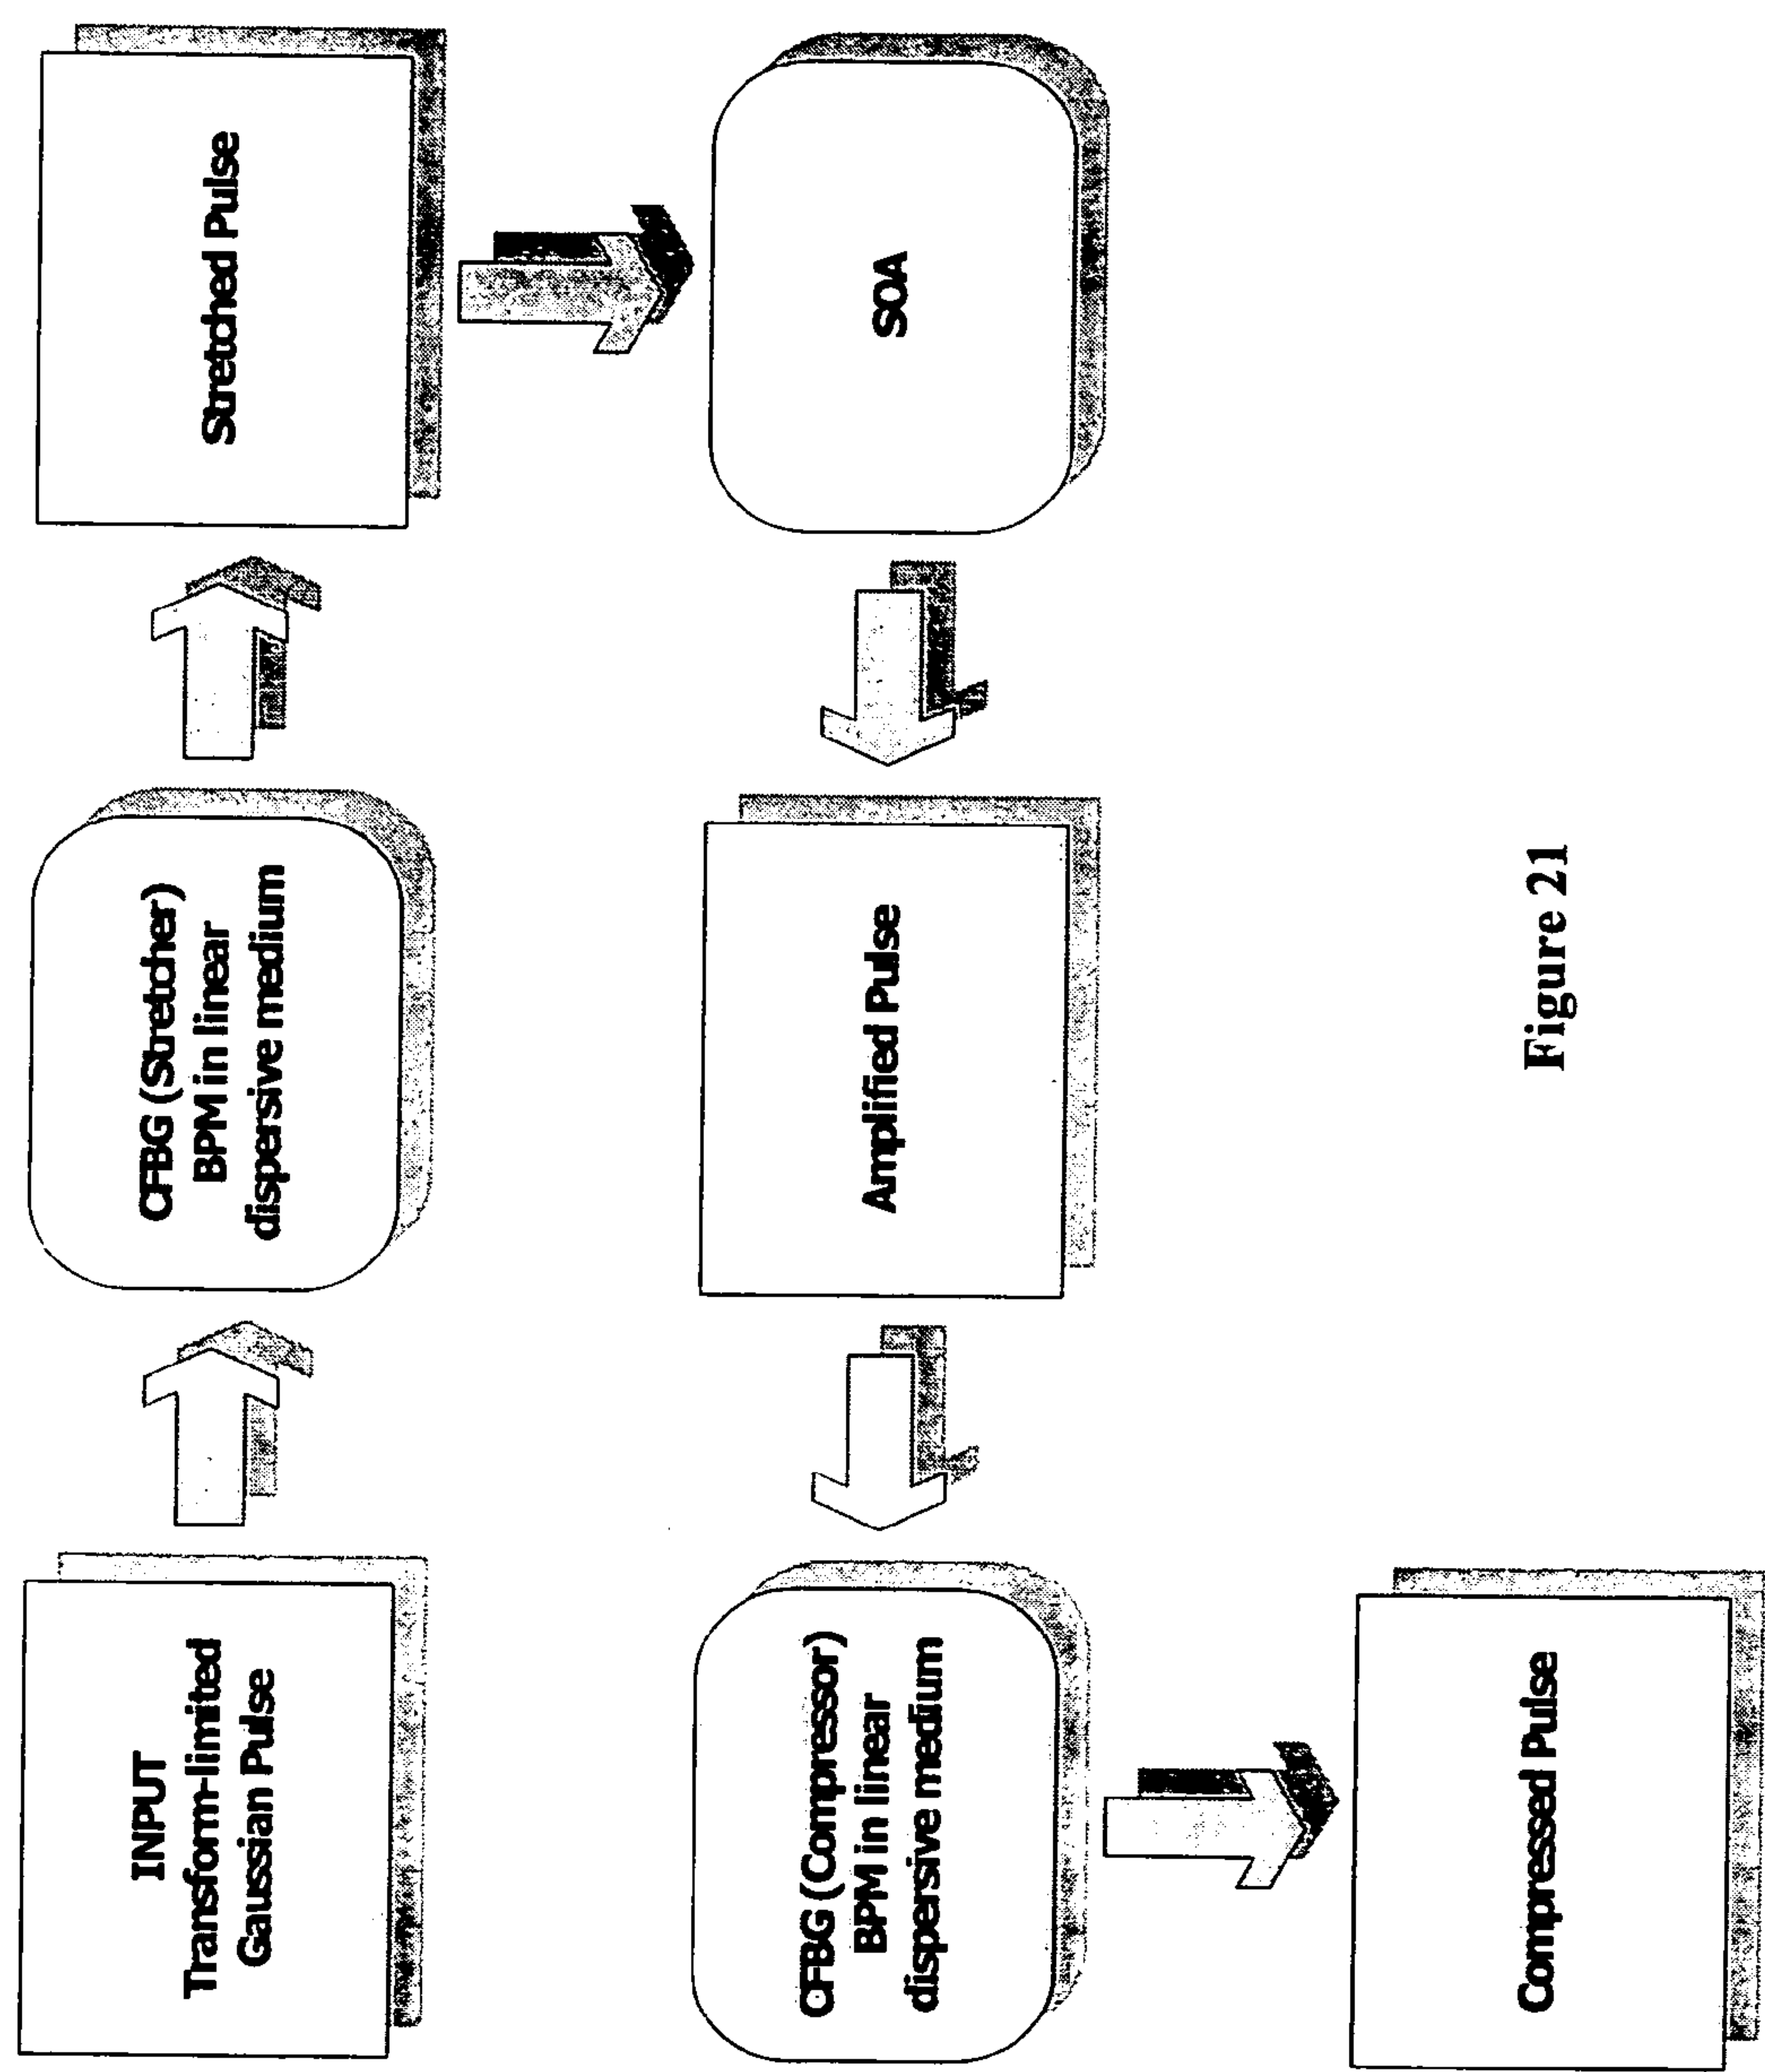 INPUT
Transform-limited
Gaussian Pulse
CFBG (Stretcher)
BPM in linear
dispersive medium
Stretched Pulse
SOA
Amplified Pulse
CFBG (Compressor)
BPM in linear
dispersive medium
Compressed Pulse
Figure 21